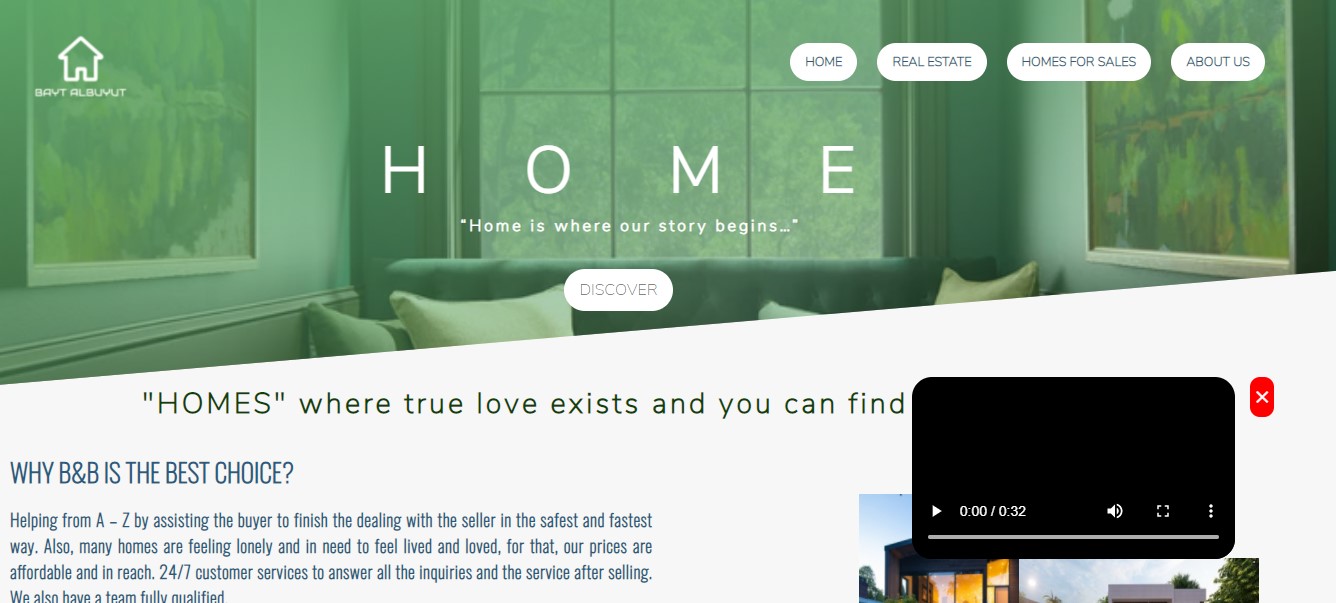 BAYT ALBUYUT
HOME
REAL ESTATE
HOMES FOR SALES
ABOUT US
H O M E
“Home is where our story begins…”
DISCOVER
"HOMES" where true love exists and you can find
WHY B&B IS THE BEST CHOICE?
Helping from A – Z by assisting the buyer to finish the dealing with the seller in the safest and fastest
way. Also, many homes are feeling lonely and in need to feel lived and loved, for that, our prices are
affordable and in reach. 24/7 customer services to answer all the inquiries and the service after selling.
We also have a team fully qualified
0:00 / 0:32